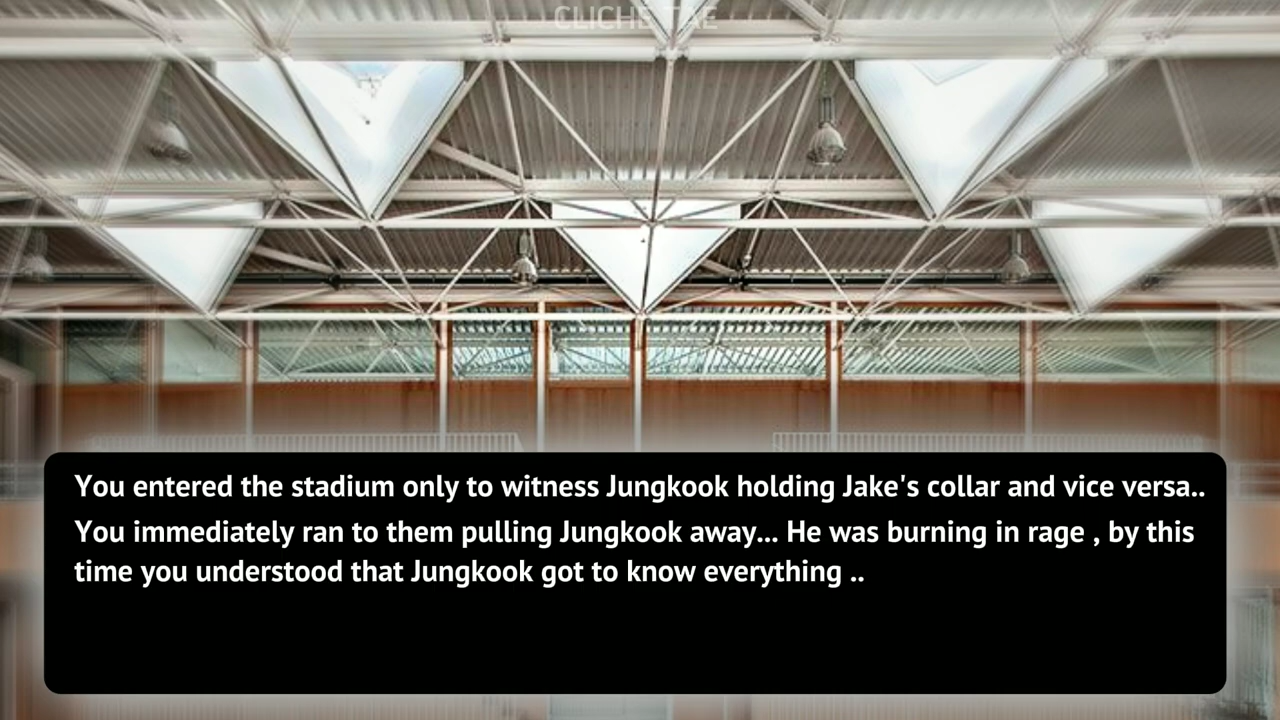 CLICHÉ TAE
You entered the stadium only to witness Jungkook holding Jake's collar and vice versa..
You immediately ran to them pulling Jungkook away... He was burning in rage , by this
time you understood that Jungkook got to know everything ..